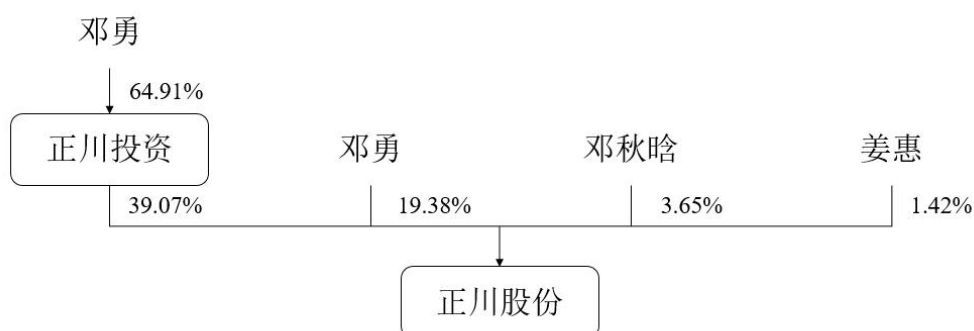 邓勇
64.91%
正川投资
邓勇
邓秋晗
姜惠
39.07%
19.38%
3.65%
1.42%
正川股份